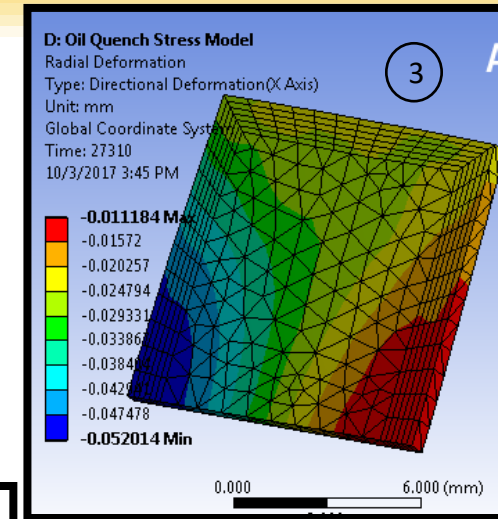 D: Oil Quench Stress Model
Radial Deformation
Type: Directional Deformation(X Axis)
Unit: mm
Global Coordinate System
Time: 27310
10/3/2017 3:45 PM
3
-0.011184 Max
-0.01572
-0.020257
-0.024794
-0.029331
-0.047478
-0.052014 Min
0.000
6.000 (mm)